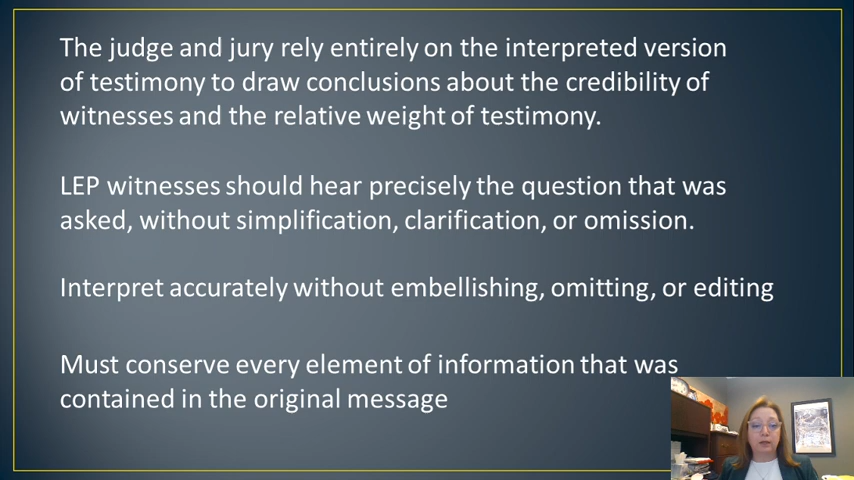 The judge and jury rely entirely on the interpreted version
of testimony to draw conclusions about the credibility of
witnesses and the relative weight of testimony.
LEP witnesses should hear precisely the question that was
asked, without simplification, clarification, or omission.
Interpret accurately without embellishing, omitting, or editing
Must conserve every element of information that was
contained in the original message